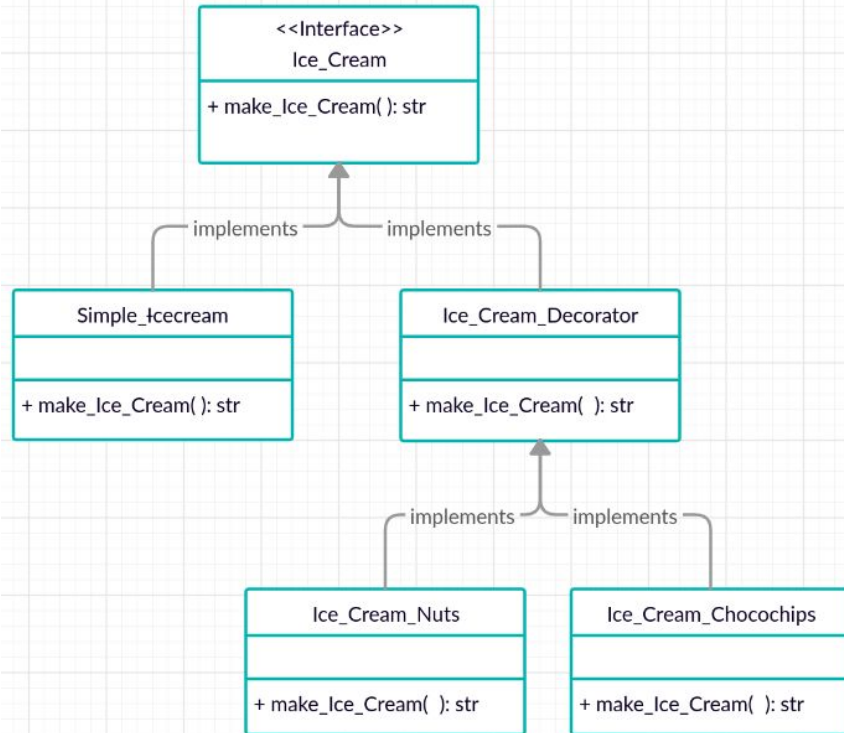 <<Interface>>
Ice_Cream
+ make_Ice_Cream( ): str
implements
implements
Simple_Icecream
Ice_Cream_Decorator
+ make_Ice_Cream( ): str
+ make_Ice_Cream(  ): str
implements
implements
Ice_Cream_Nuts
Ice_Cream_Chocochips
+ make_Ice_Cream(  ): str
+ make_Ice_Cream(  ): str